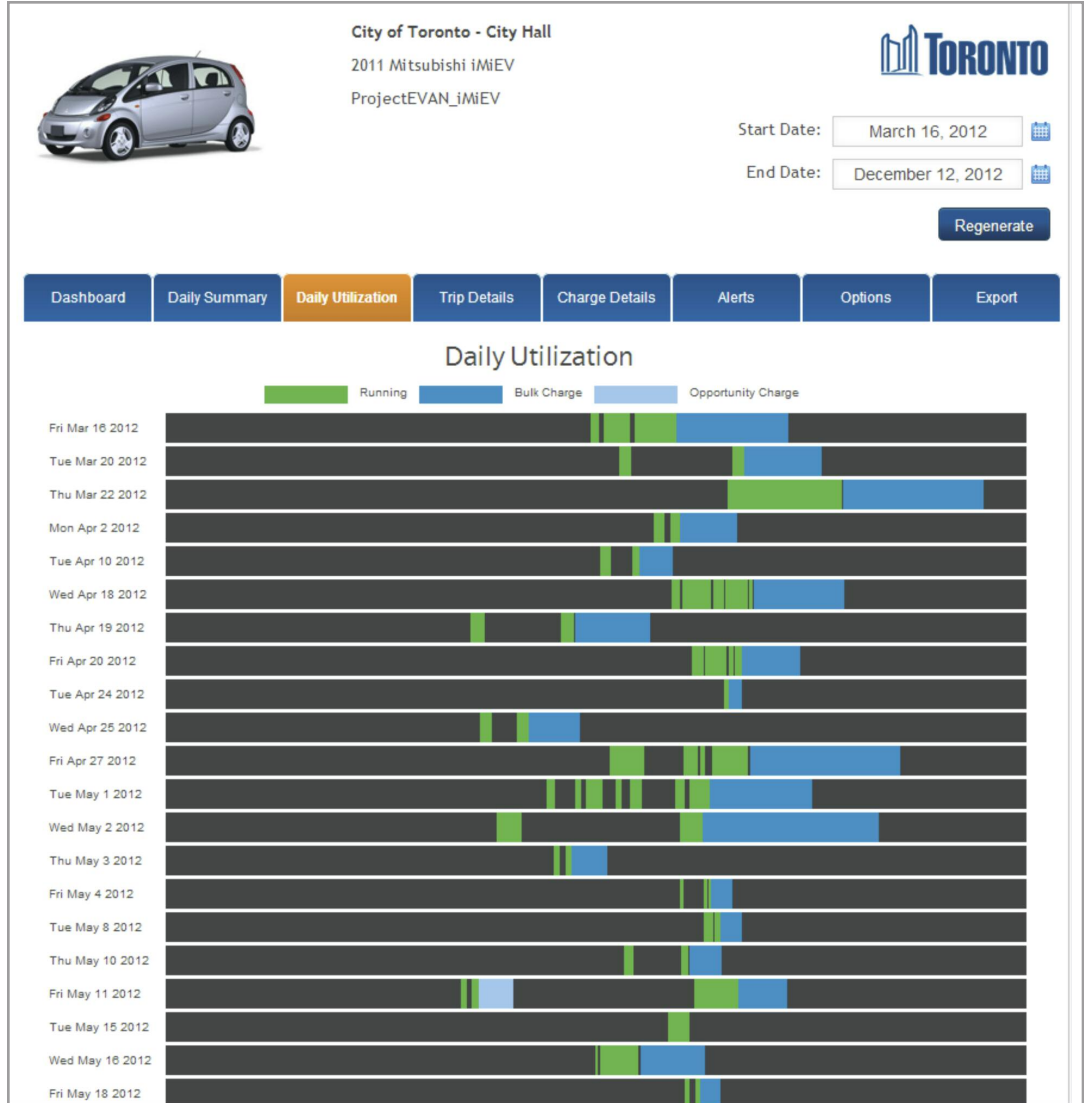 City of Toronto - City Hall
2011 Mitsubishi iMiEV
ProjectEVAN_iMiEV
TORONTO
Start Date: March 16, 2012
End Date: December 12, 2012
Regenerate
Dashboard Daily Summary Daily Utilization Trip Details Charge Details Alerts Options Export
Daily Utilization
Running Bulk Charge Opportunity Charge
Fri Mar 16 2012
Tue Mar 20 2012
Thu Mar 22 2012
Mon Apr 2 2012
Tue Apr 10 2012
Wed Apr 18 2012
Thu Apr 19 2012
Fri Apr 20 2012
Tue Apr 24 2012
Wed Apr 25 2012
Fri Apr 27 2012
Tue May 1 2012
Wed May 2 2012
Thu May 3 2012
Fri May 4 2012
Tue May 8 2012
Thu May 10 2012
Fri May 11 2012
Tue May 15 2012
Wed May 16 2012
Fri May 18 2012